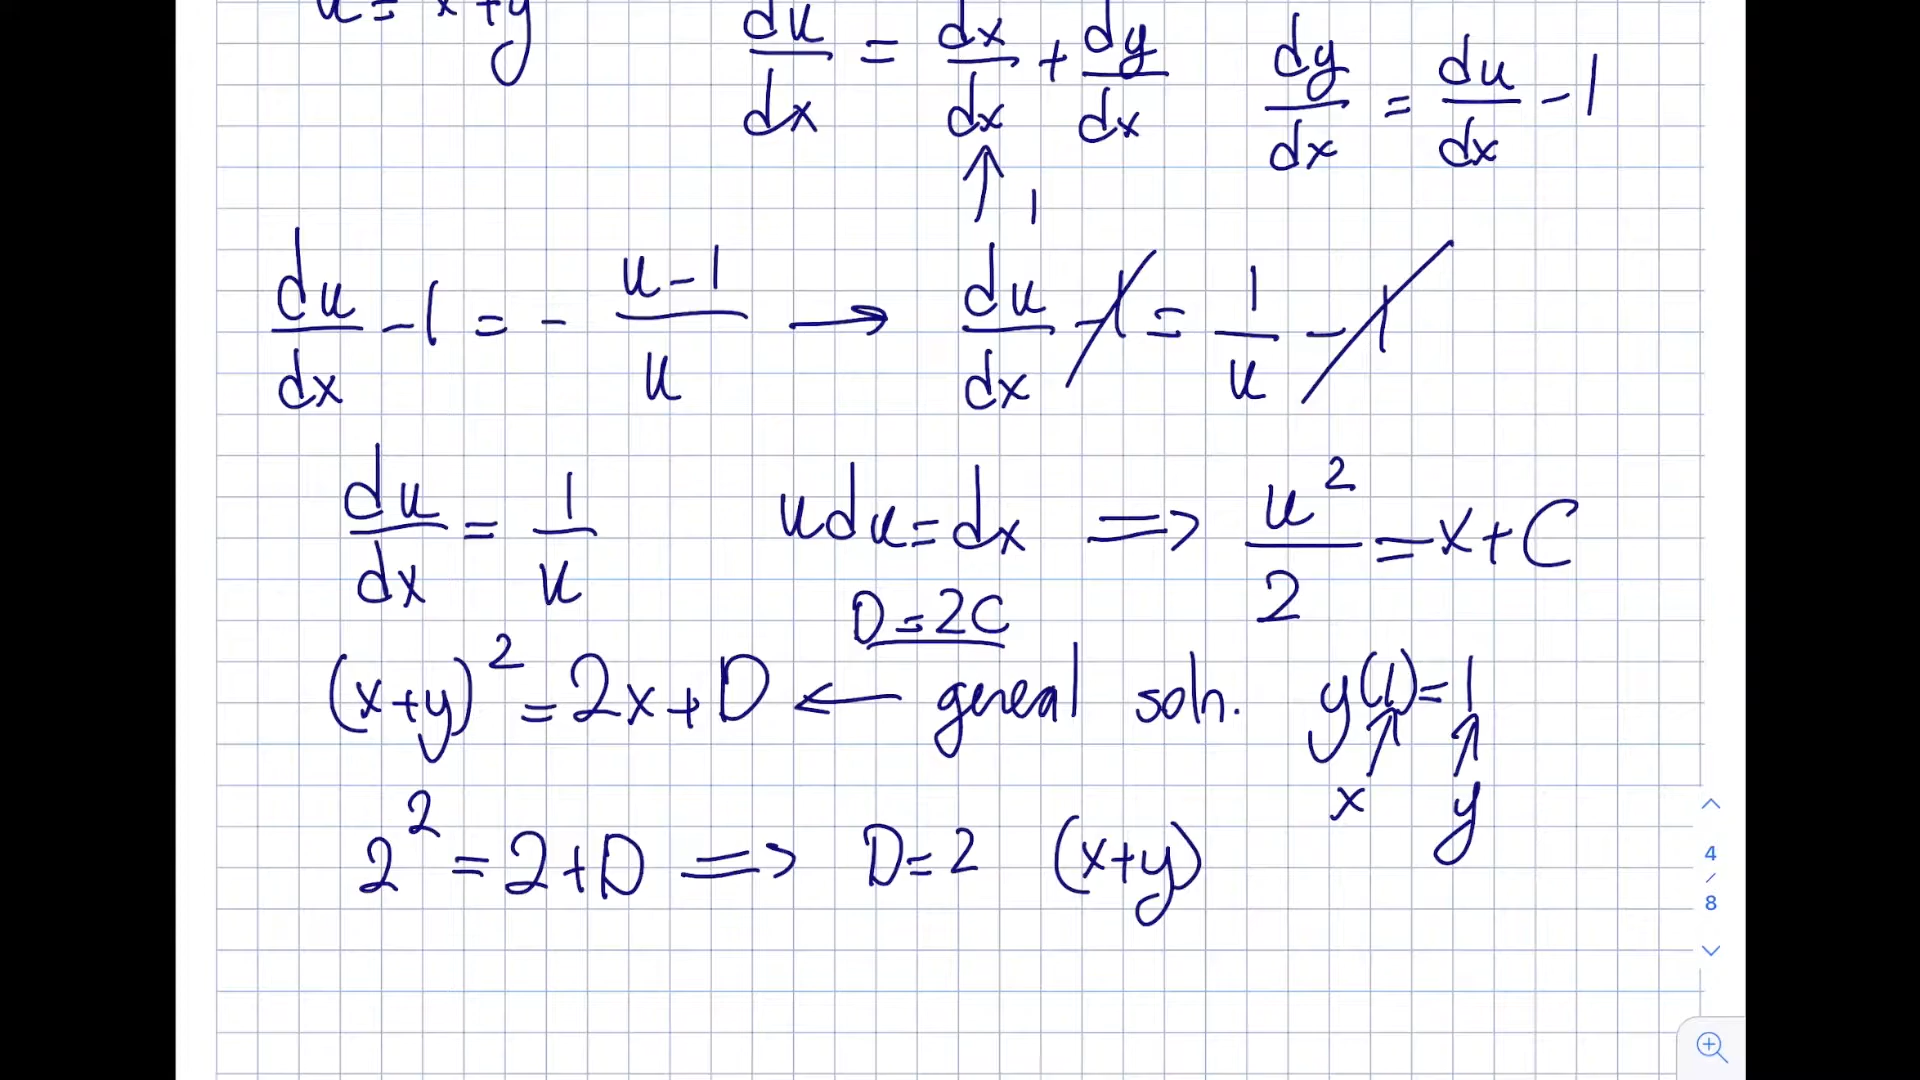 u = x + y   du/dx = dx/dx + dy/dx   dy/dx = du/dx - 1
↑ 1
du/dx - 1 = - (u - 1)/u → du/dx - 1 = 1/u - 1
du/dx = 1/u   u du = dx ⇒ u²/2 = x + C
D = 2C
(x+y)² = 2x + D ← general soln. y(1) = 1
x y
2² = 2 + D ⇒ D = 2 (x+y)
4
/
8